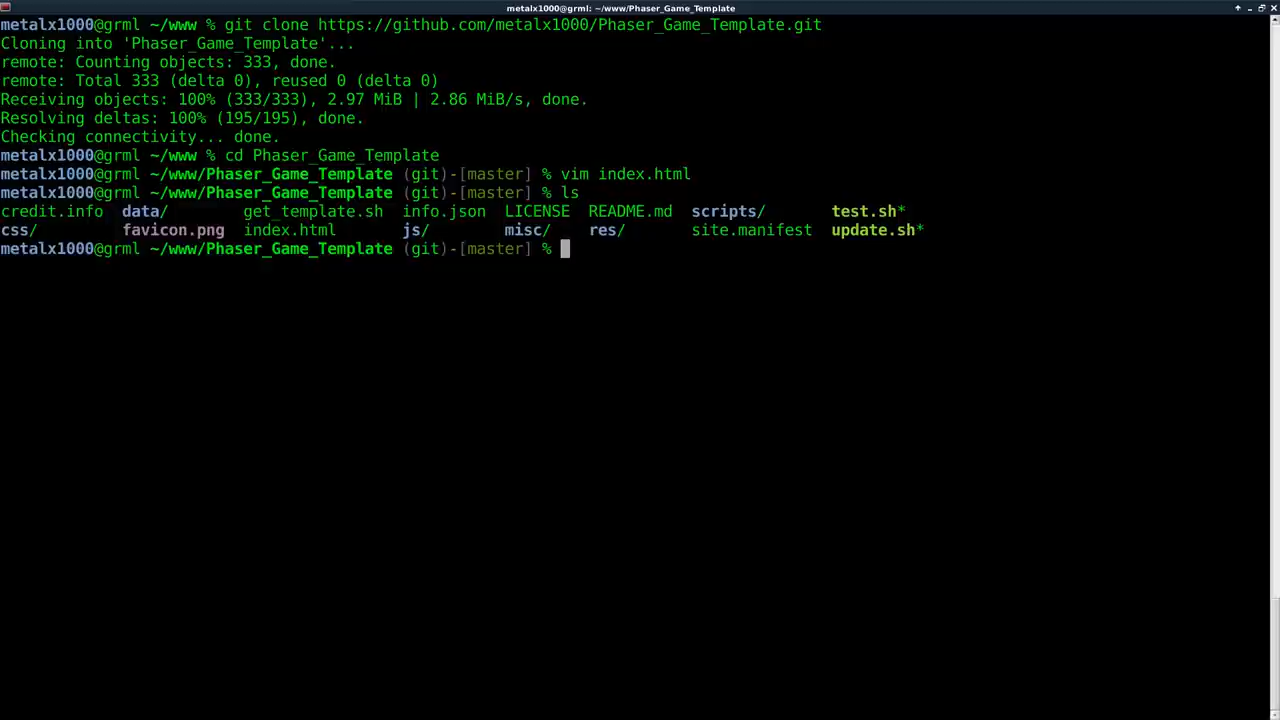 metalx1000@grml: ~/www/Phaser_Game_Template
metalx1000@grml ~/www % git clone https://github.com/metalx1000/Phaser_Game_Template.git
Cloning into 'Phaser_Game_Template'...
remote: Counting objects: 333, done.
remote: Total 333 (delta 0), reused 0 (delta 0)
Receiving objects: 100% (333/333), 2.97 MiB | 2.86 MiB/s, done.
Resolving deltas: 100% (195/195), done.
Checking connectivity... done.
metalx1000@grml ~/www % cd Phaser_Game_Template
metalx1000@grml ~/www/Phaser_Game_Template (git)-[master] % vim index.html
metalx1000@grml ~/www/Phaser_Game_Template (git)-[master] % ls
credit.info  data/        get_template.sh  info.json  LICENSE  README.md  scripts/       test.sh*
css/         favicon.png  index.html       js/        misc/    res/       site.manifest  update.sh*
metalx1000@grml ~/www/Phaser_Game_Template (git)-[master] %